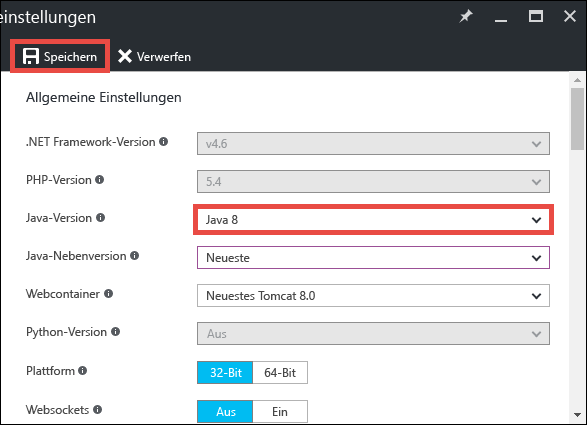 einstellungen
Speichern Verwerfen
Allgemeine Einstellungen
.NET Framework-Version v4.6
PHP-Version 5.4
Java-Version Java 8
Java-Nebenversion Neueste
Webcontainer Neuestes Tomcat 8.0
Python-Version Aus
Plattform 32-Bit 64-Bit
Websockets Aus Ein